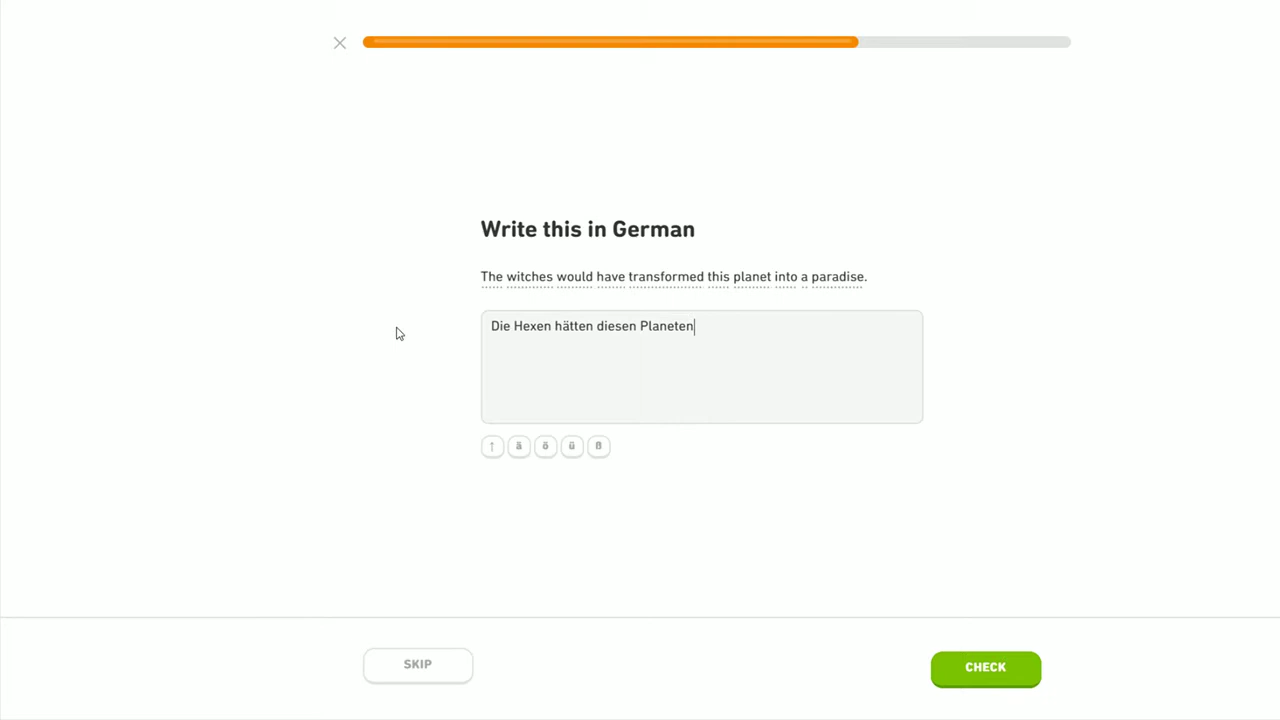 Write this in German
The witches would have transformed this planet into a paradise.
Die Hexen hätten diesen Planeten
↑ ä ö ü ß
SKIP
CHECK